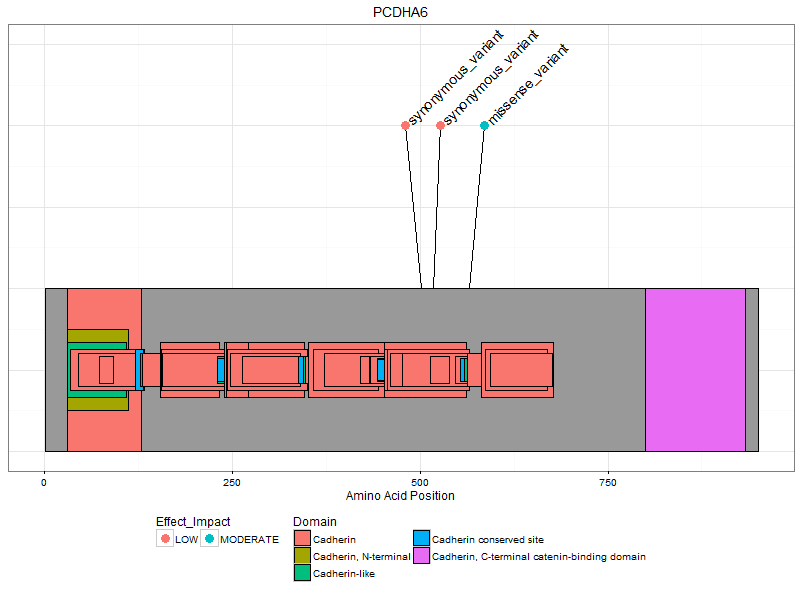 PCDHA6
synonymous_variant
synonymous_variant
missense_variant
0 250 500 750
Amino Acid Position
Effect_Impact
LOW MODERATE
Domain
Cadherin
Cadherin, N-terminal
Cadherin-like
Cadherin conserved site
Cadherin, C-terminal catenin-binding domain